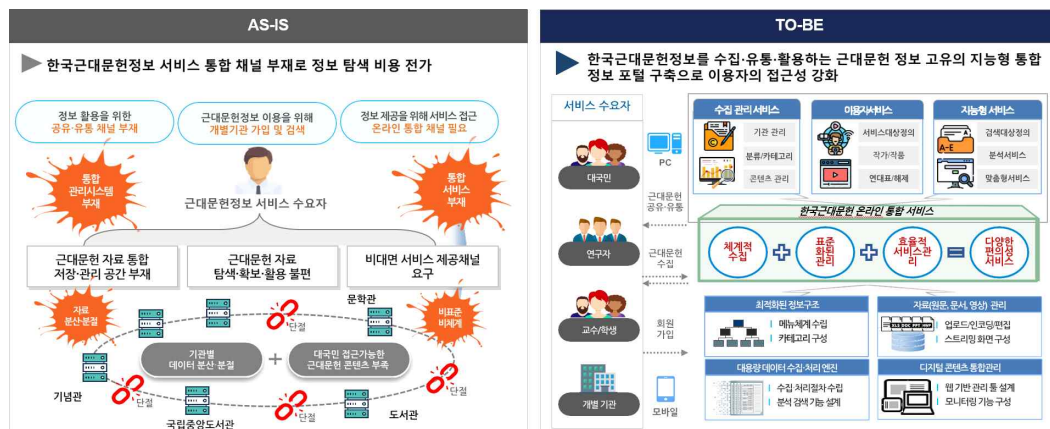 AS-IS
한국근대문헌정보 서비스 통합 채널 부재로 정보 탐색 비용 전가
정보 활용을 위한
공유·유통 채널 부재
근대문헌정보 이용을 위해
개별기관 가입 및 검색
정보 제공을 위해 서비스 접근
온라인 통합 채널 필요
통합
관리시스템
부재
통합
서비스
부재
근대문헌정보 서비스 수요자
근대문헌 자료 통합
저장·관리 공간 부재
근대문헌 자료
탐색·확보·활용 불편
비대면 서비스 제공채널
요구
자료
분산·분절
문학관
단절
비표준
비체계
기관별
데이터 분산·분절
대국민 접근가능한
근대문헌 콘텐츠 부족
기념관
단절
국립중앙도서관
단절
도서관
단절
TO-BE
한국근대문헌정보를 수집·유통·활용하는 근대문헌 정보 고유의 지능형 통합
정보 포털 구축으로 이용자의 접근성 강화
서비스 수요자
대국민
연구자
교수/학생
개별 기관
PC
근대문헌
공유·유통
근대문헌
수집
회원
가입
모바일
수집 관리 서비스
기관 관리
분류/카테고리
콘텐츠 관리
이용자서비스
서비스대상정의
작가/작품
연대표/해제
지능형 서비스
A-E
검색대상정의
분석서비스
맞춤형서비스
한국근대문헌 온라인 통합 서비스
체계적
수집
표준
화된
관리
효율적
서비스관
리
다양한
편의성
서비스
최적화된 정보구조
메뉴체계 수립
카테고리 구성
자료(원문, 문서, 영상) 관리
XLS DOC PPT HWP
업로드/인코딩/편집
스트리밍 화면 구성
대용량 데이터 수집·처리 엔진
수집·처리절차 수립
분석 검색 기능 설계
디지털 콘텐츠 통합관리
웹 기반 관리 툴 설계
모니터링 기능 구성